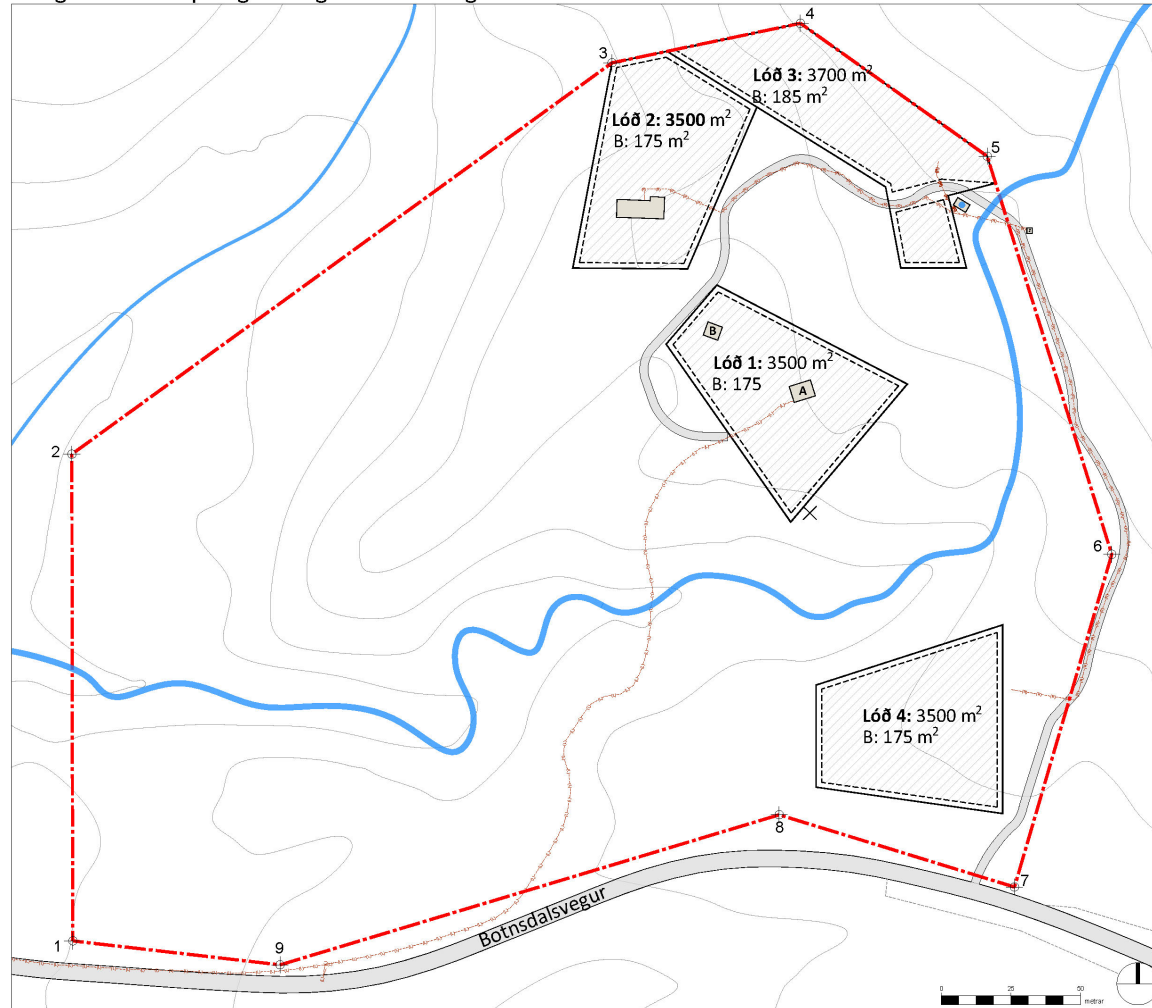 4
3
Lóð 3: 3700 m²
B: 185 m²
Lóð 2: 3500 m²
B: 175 m²
5
B
Lóð 1: 3500 m²
B: 175
A
2
6
Lóð 4: 3500 m²
B: 175 m²
8
7
1
9
Botnsdalsvegur
0 25 50
metrar